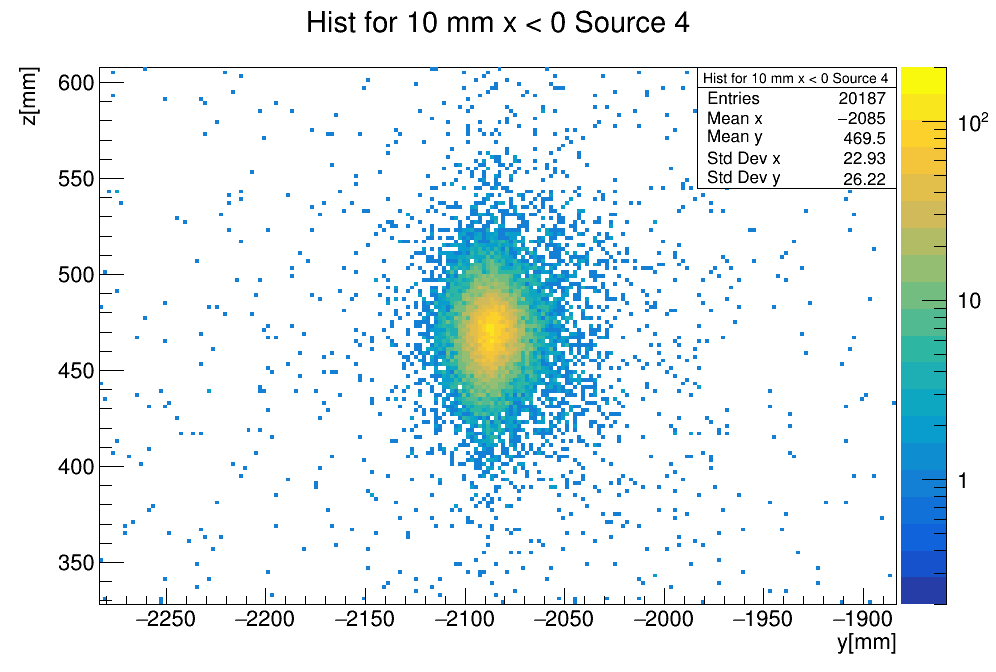 Hist for 10 mm x < 0 Source 4
z[mm]
600
550
500
450
400
350
Hist for 10 mm x < 0 Source 4
Entries 20187
Mean x −2085
Mean y 469.5
Std Dev x 22.93
Std Dev y 26.22
10²
10
1
−2250 −2200 −2150 −2100 −2050 −2000 −1950 −1900
y[mm]